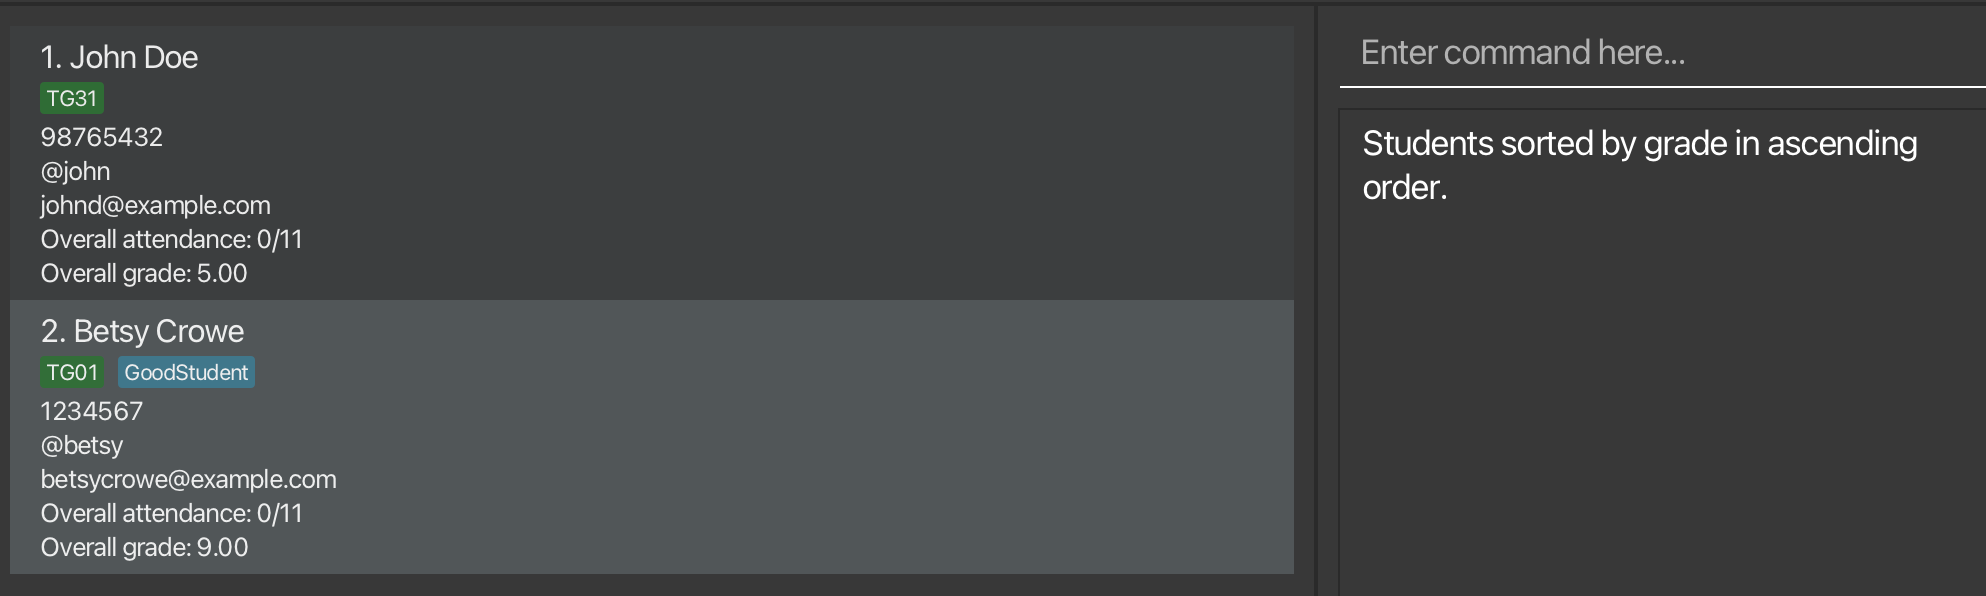 1. John Doe
TG31
98765432
@john
johnd@example.com
Overall attendance: 0/11
Overall grade: 5.00
2. Betsy Crowe
TG01 GoodStudent
1234567
@betsy
betsycrowe@example.com
Overall attendance: 0/11
Overall grade: 9.00
Enter command here...
Students sorted by grade in ascending
order.